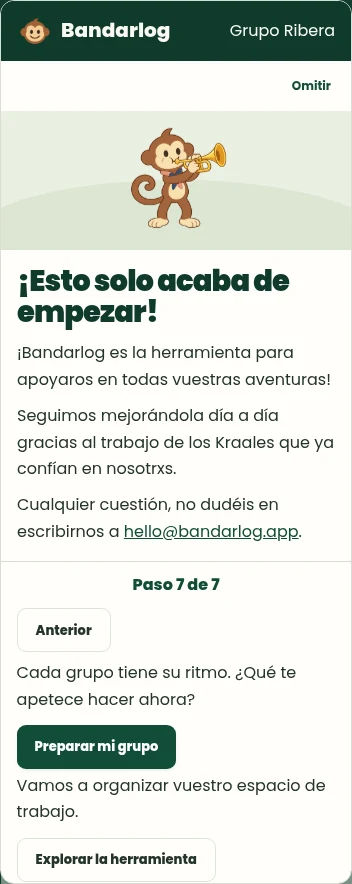 Bandarlog
Grupo Ribera
Omitir
¡Esto solo acaba de
empezar!
¡Bandarlog es la herramienta para
apoyaros en todas vuestras aventuras!
Seguimos mejorándola día a día
gracias al trabajo de los Kraales que ya
confían en nosotrxs.
Cualquier cuestión, no dudéis en
escribirnos a hello@bandarlog.app.
Paso 7 de 7
Anterior
Cada grupo tiene su ritmo. ¿Qué te
apetece hacer ahora?
Preparar mi grupo
Vamos a organizar vuestro espacio de
trabajo.
Explorar la herramienta